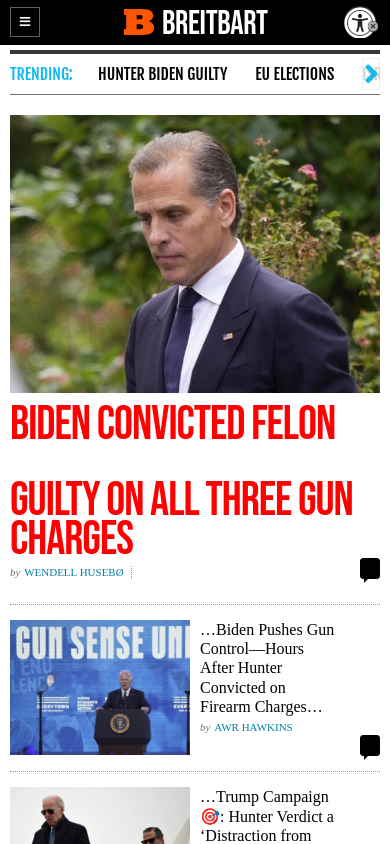 BREITBART
TRENDING: HUNTER BIDEN GUILTY EU ELECTIONS
BIDEN CONVICTED FELON
GUILTY ON ALL THREE GUN
CHARGES
by WENDELL HUSEBØ
GUN SENSE UNI
…Biden Pushes Gun
Control—Hours
After Hunter
Convicted on
Firearm Charges…
by AWR HAWKINS
…Trump Campaign
🎯: Hunter Verdict a
‘Distraction from